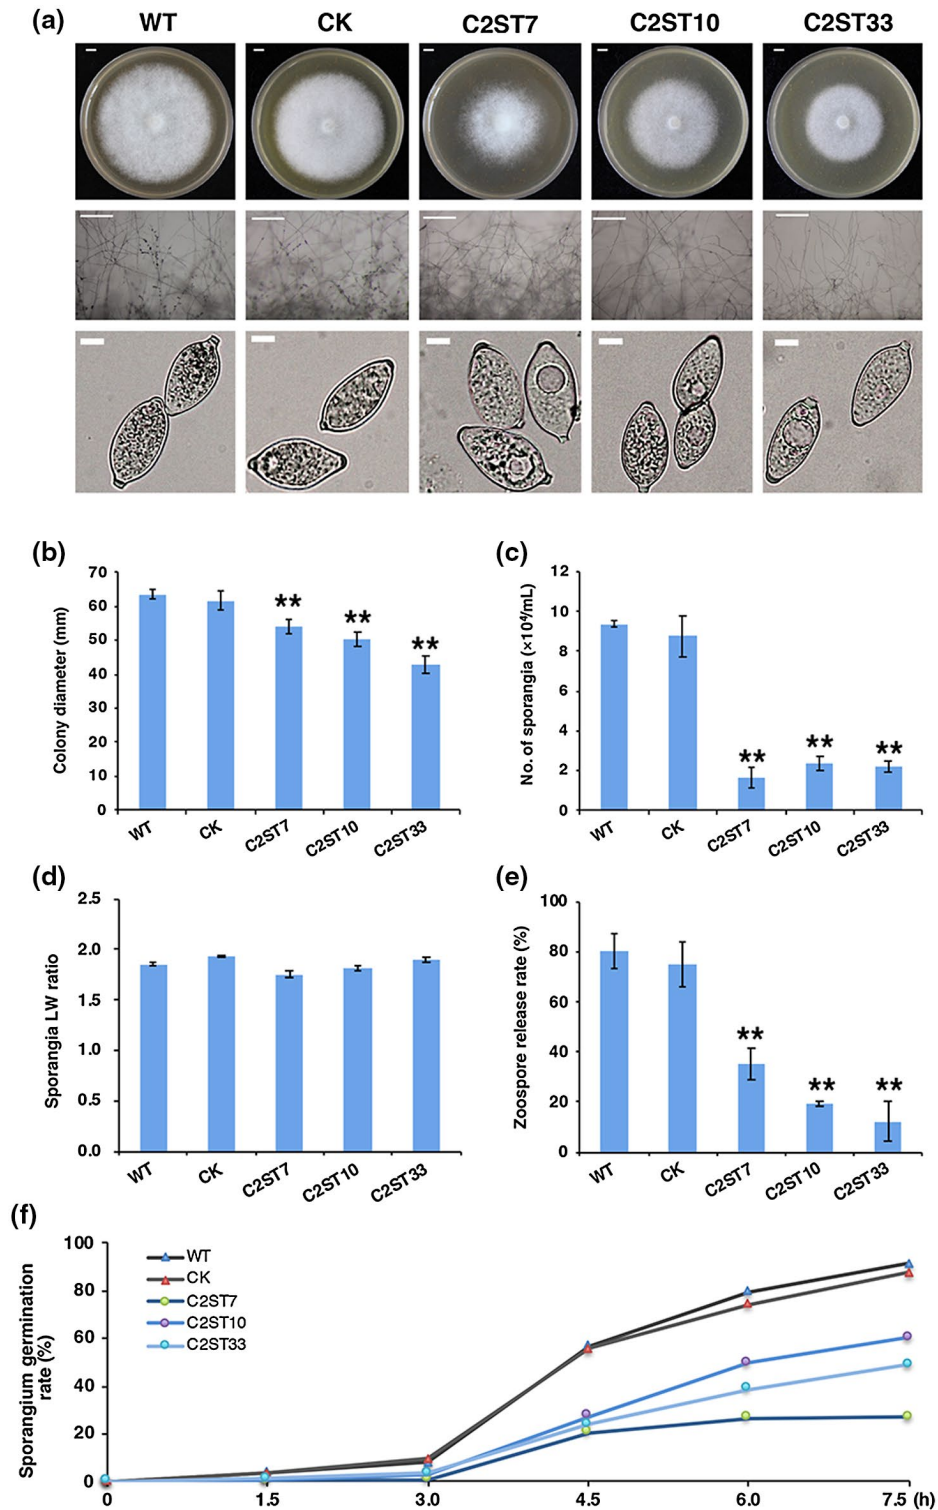 (a) WT CK C2ST7 C2ST10 C2ST33
(b)
Colony diameter (mm)
70
60
50
40
30
20
10
0
** ** **
WT CK C2ST7 C2ST10 C2ST33
(c)
No. of sporangia (×10⁴/mL)
12
10
8
6
4
2
0
** ** **
WT CK C2ST7 C2ST10 C2ST33
(d)
Sporangia LW ratio
2.5
2.0
1.5
1.0
0.5
0.0
WT CK C2ST7 C2ST10 C2ST33
(e)
Zoospore release rate (%)
100
80
60
40
20
0
** ** **
WT CK C2ST7 C2ST10 C2ST33
(f)
Sporangium germination
rate (%)
100
80
60
40
20
0
WT
CK
C2ST7
C2ST10
C2ST33
0 1.5 3.0 4.5 6.0 7.5 (h)